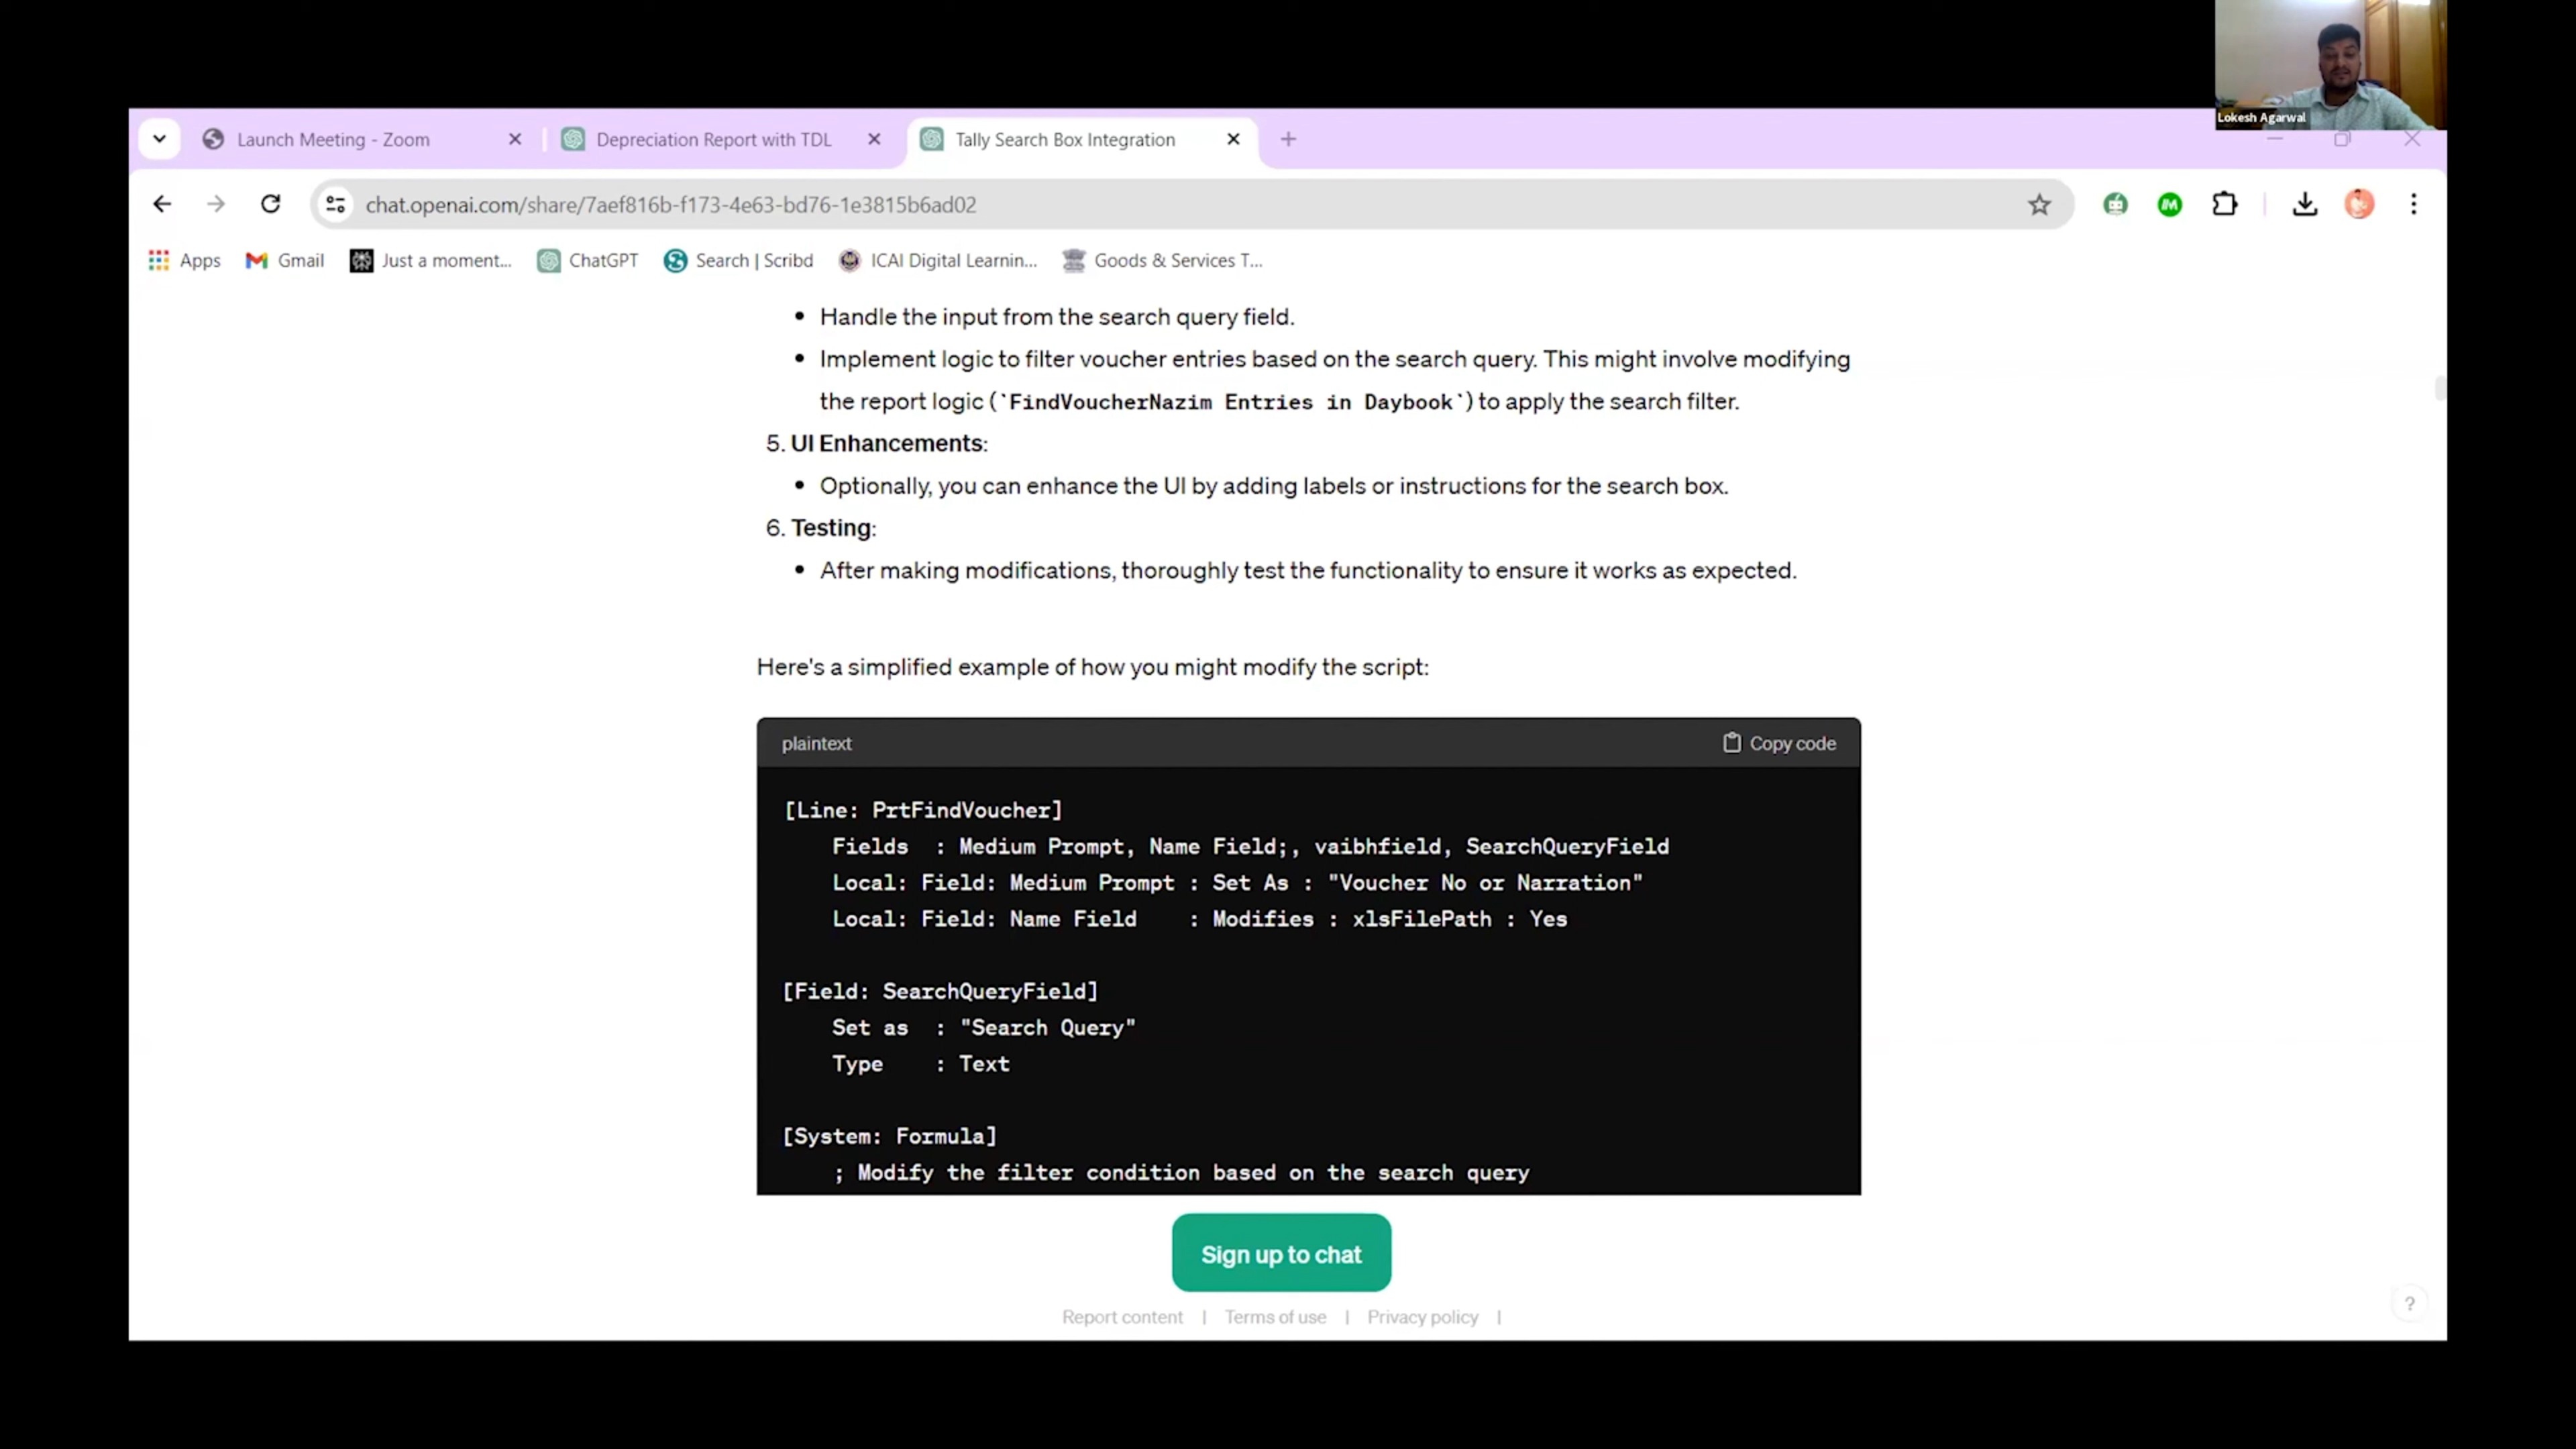 Lokesh Agarwal
Launch Meeting - Zoom
Depreciation Report with TDL
Tally Search Box Integration
chat.openai.com/share/7aef816b-f173-4e63-bd76-1e3815b6ad02
Apps
Gmail
Just a moment...
ChatGPT
Search | Scribd
ICAI Digital Learnin...
Goods & Services T...
• Handle the input from the search query field.
• Implement logic to filter voucher entries based on the search query. This might involve modifying
the report logic (`FindVoucherNazim Entries in Daybook`) to apply the search filter.
5. UI Enhancements:
• Optionally, you can enhance the UI by adding labels or instructions for the search box.
6. Testing:
• After making modifications, thoroughly test the functionality to ensure it works as expected.
Here's a simplified example of how you might modify the script:
plaintext
Copy code
[Line: PrtFindVoucher]
Fields : Medium Prompt, Name Field;, vaibhfield, SearchQueryField
Local: Field: Medium Prompt : Set As : "Voucher No or Narration"
Local: Field: Name Field : Modifies : xlsFilePath : Yes
[Field: SearchQueryField]
Set as : "Search Query"
Type : Text
[System: Formula]
; Modify the filter condition based on the search query
Sign up to chat
Report content | Terms of use | Privacy policy |
?